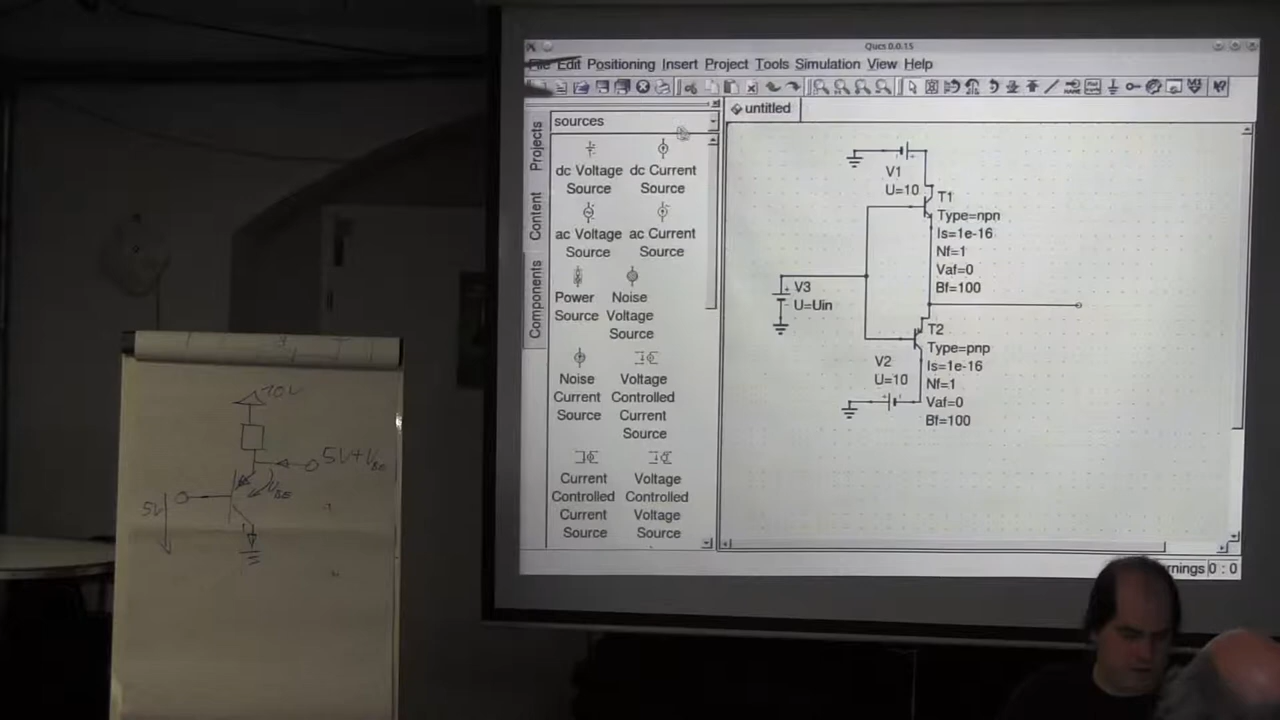 Qucs 0.0.15
File Edit Positioning Insert Project Tools Simulation View Help
Projects
Content
Components
sources
dc Voltage Source
dc Current Source
ac Voltage Source
ac Current Source
Power Source
Noise Voltage Source
Noise Current Source
Voltage Controlled Current Source
Current Controlled Current Source
Voltage Controlled Voltage Source
untitled
V1
U=10
T1
Type=npn
Is=1e-16
Nf=1
Vaf=0
Bf=100
V3
U=Uin
T2
Type=pnp
Is=1e-16
Nf=1
Vaf=0
Bf=100
V2
U=10
rnings 0 : 0
10V
5V+VBE
UBE
5V